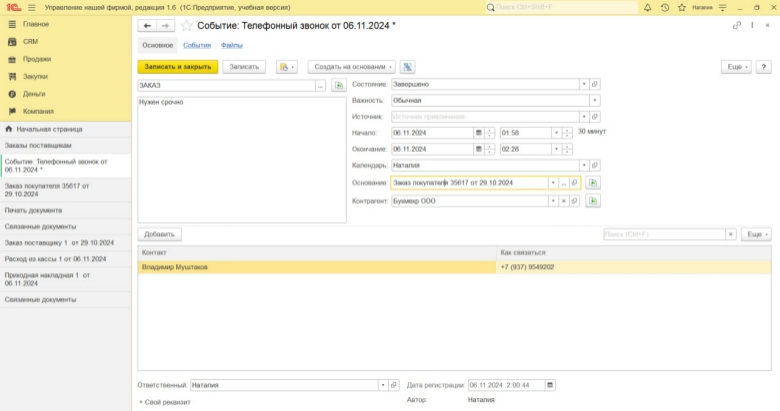 1С Управление нашей фирмой, редакция 1.6 (1С:Предприятие, учебная версия) Поиск Ctrl+Shift+F Наталия
Главное
CRM
Продажи
Закупки
Деньги
Компания
Начальная страница
Заказы поставщикам
Событие: Телефонный звонок от
06.11.2024 *
Заказ покупателя 35617 от
29.10.2024
Печать документа
Связанные документы
Заказ поставщику 1 от 29.10.2024
Расход из кассы 1 от 06.11.2024
Приходная накладная 1 от
06.11.2024
Связанные документы
Событие: Телефонный звонок от 06.11.2024 *
Основное События Файлы
Записать и закрыть Записать Создать на основании Еще ?
ЗАКАЗ
Нужен срочно
Состояние: Завершено
Важность: Обычная
Источник: Источник привлечения
Начало: 06.11.2024 01:58 30 минут
Окончание: 06.11.2024 02:28
Календарь: Наталия
Основание: Заказ покупателя 35617 от 29.10.2024
Контрагент: Букмекр ООО
Добавить Поиск (Ctrl+F) Еще
Контакт Как связаться
Владимир Муштаков +7 (937) 9549202
Ответственный: Наталия Дата регистрации: 06.11.2024 2:00:44
+ Свой реквизит Автор: Наталия